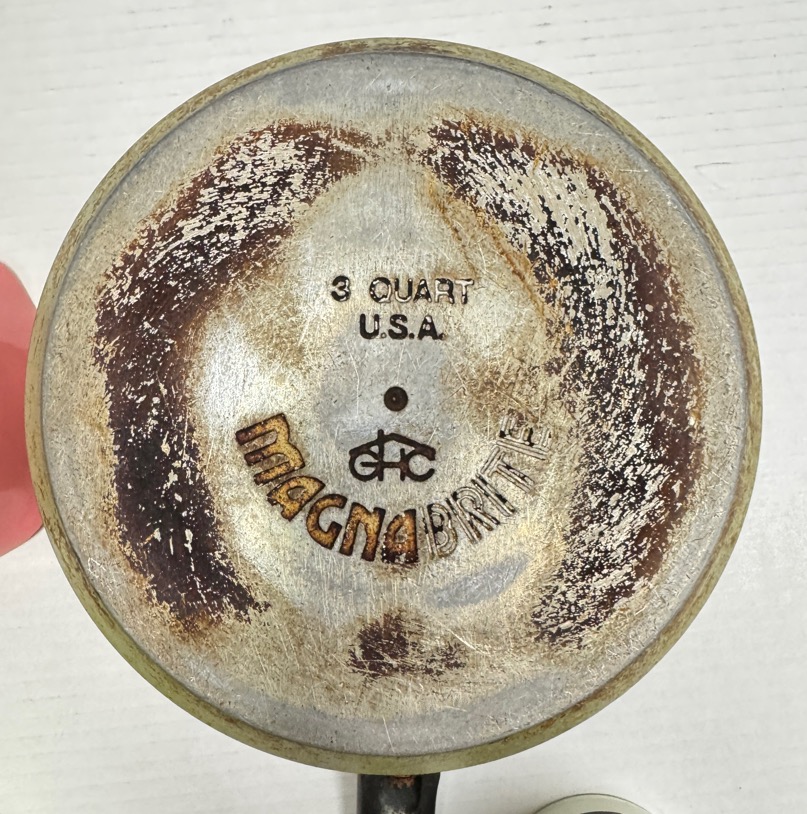 3 QUART
U.S.A.
GHC
MAGNABRITE